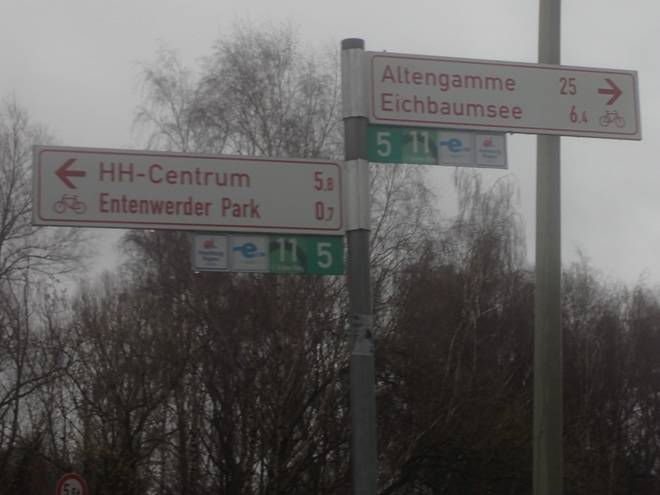 Altengamme 25
Eichbaumsee 6,4
5 11 e
HH-Centrum 5,8
Entenwerder Park 0,7
e 11 5